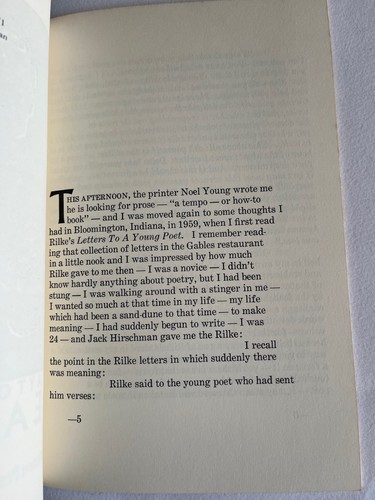 THIS AFTERNOON, the printer Noel Young wrote me
he is looking for prose — “a tempo — or how-to
book” — and I was moved again to some thoughts I
had in Bloomington, Indiana, in 1959, when I first read
Rilke's Letters To A Young Poet. I remember read-
ing that collection of letters in the Gables restaurant
in a little nook and I was impressed by how much
Rilke gave to me then — I was a novice — I didn't
know hardly anything about poetry, but I had been
stung — I was walking around with a stinger in me —
I wanted so much at that time in my life — my life
which had been a sand-dune to that time — to make
meaning — I had suddenly begun to write — I was
24 — and Jack Hirschman gave me the Rilke:
I recall
the point in the Rilke letters in which suddenly there
was meaning:
Rilke said to the young poet who had sent
him verses:
—5